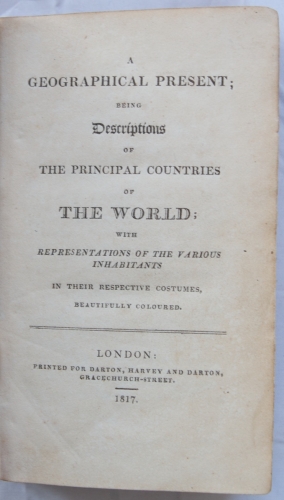 A
GEOGRAPHICAL PRESENT;
BEING
Descriptions
OF
THE PRINCIPAL COUNTRIES
OF
THE WORLD;
WITH
REPRESENTATIONS OF THE VARIOUS
INHABITANTS
IN THEIR RESPECTIVE COSTUMES,
BEAUTIFULLY COLOURED.
LONDON:
PRINTED FOR DARTON, HARVEY AND DARTON,
GRACECHURCH-STREET.
1817.